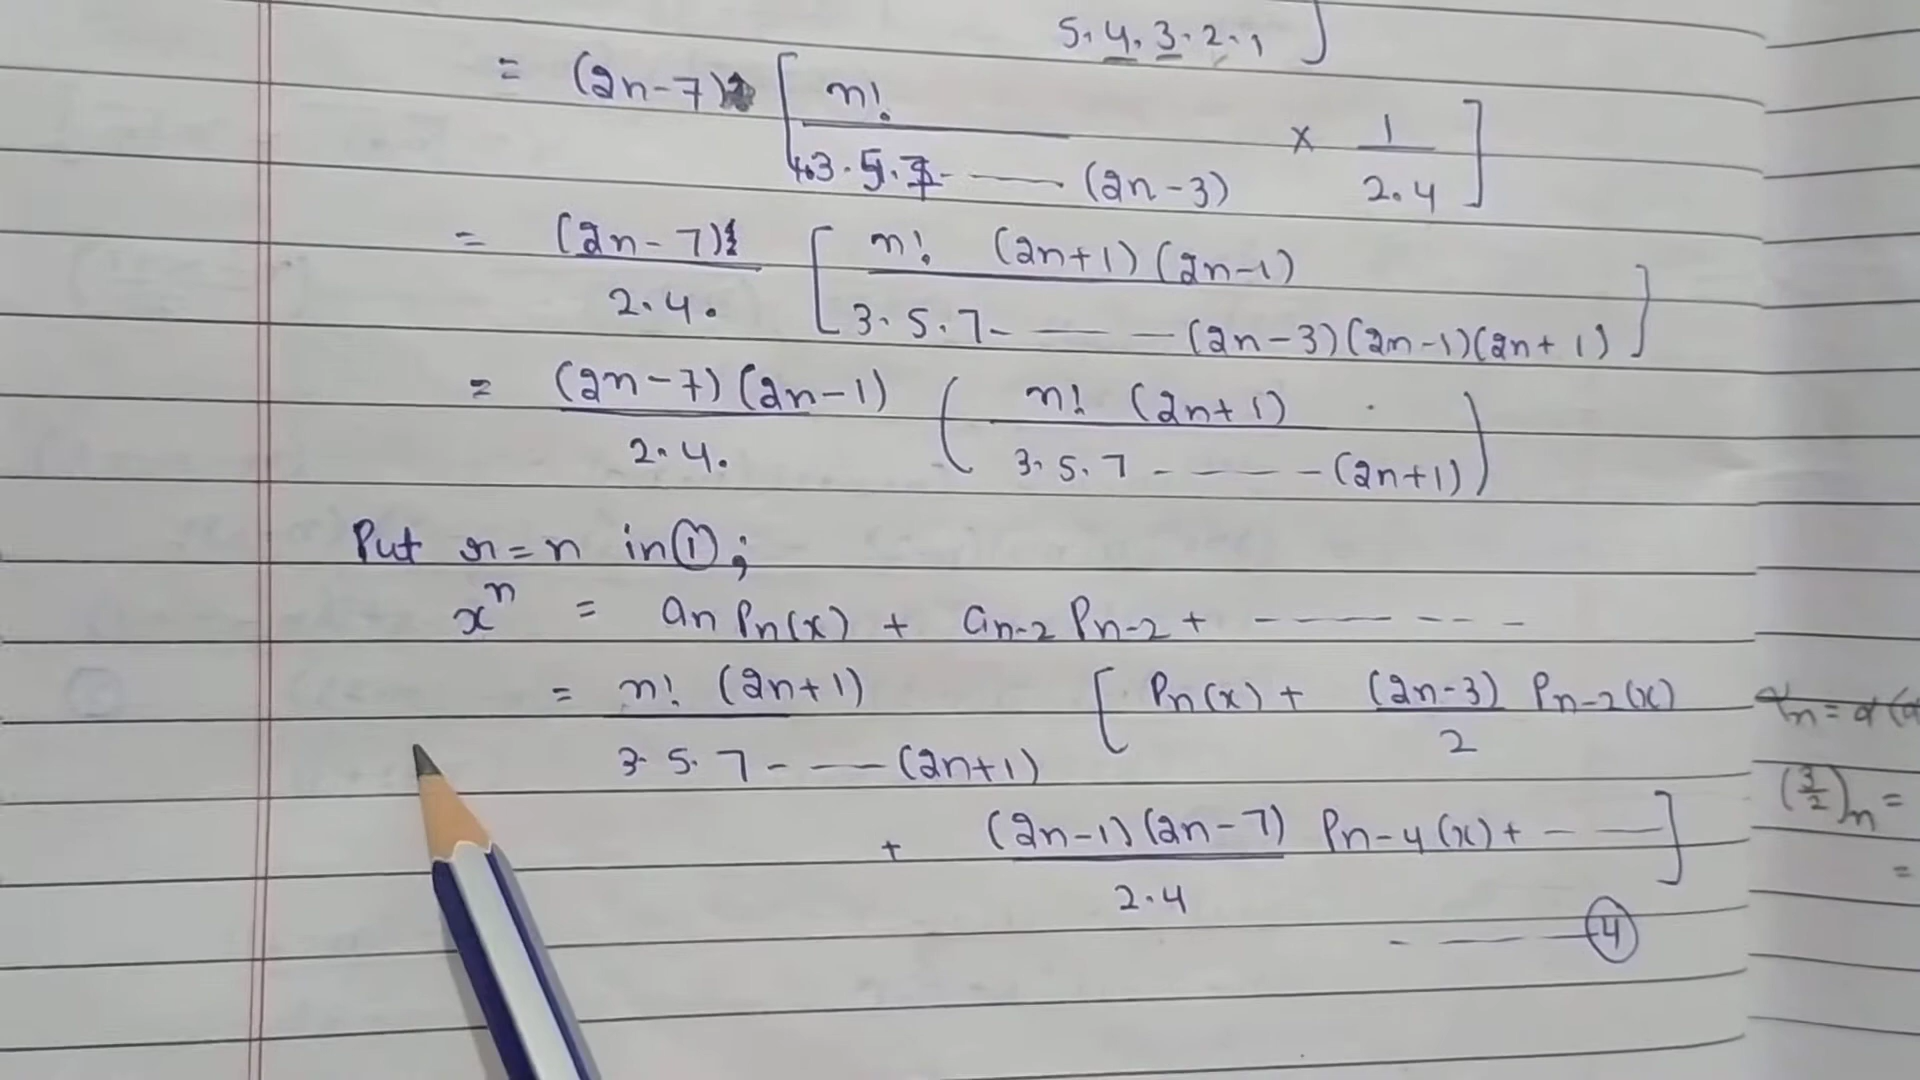 5.4.3.2.1 ]
= (2n-7) [ n! / 3.5.7. - — (2n-3) × 1 / 2.4 ]
= (2n-7) / 2.4. [ n! (2n+1)(2n-1) / 3.5.7- — - —(2n-3)(2n-1)(2n+1) ]
= (2n-7)(2n-1) / 2.4. ( n! (2n+1) / 3.5.7 - — - —(2n+1) )
Put r=n in ①;
xⁿ = an Pn(x) + an-2 Pn-2 + - — — - - -
= n! (2n+1) / 3.5.7- - —(2n+1) [ Pn(x) + (2n-3) / 2 Pn-2(x)
+ (2n-1)(2n-7) / 2.4 Pn-4(x) + - — ]
- — — ④
(3/2)n =
=